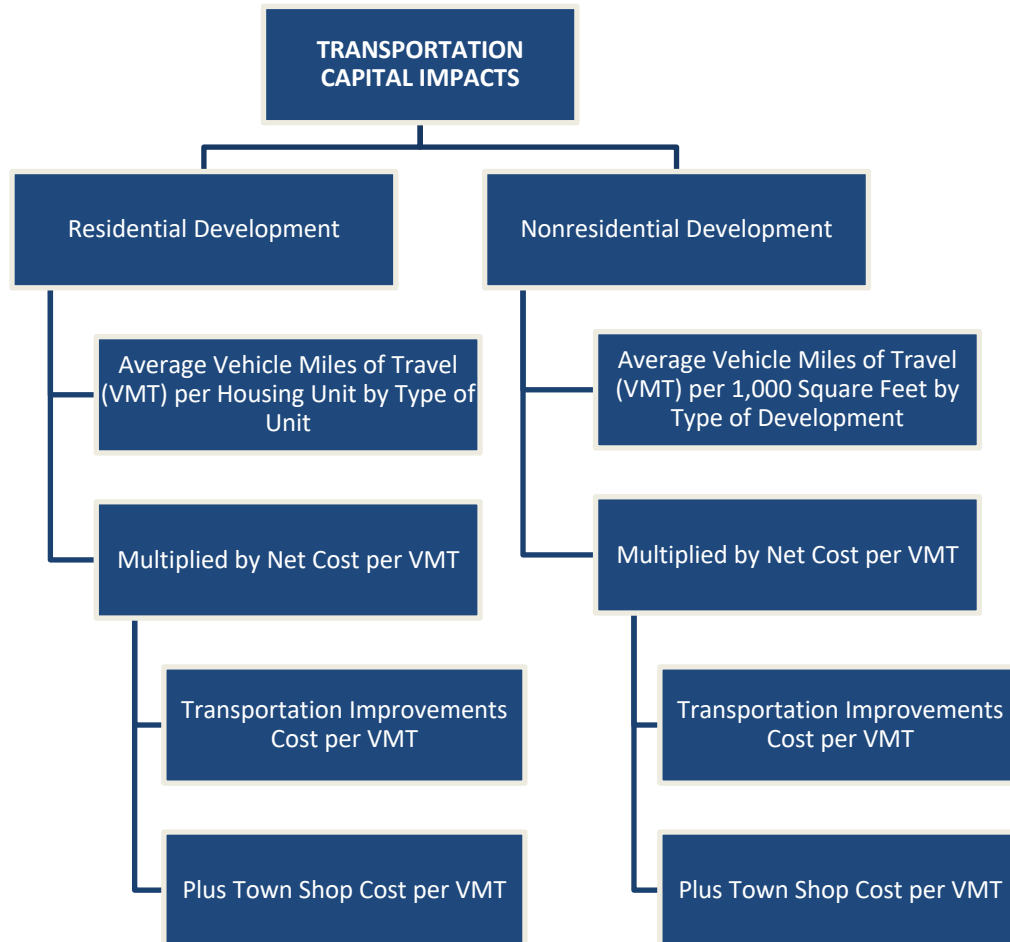 TRANSPORTATION
CAPITAL IMPACTS
Residential Development
Nonresidential Development
Average Vehicle Miles of Travel
(VMT) per Housing Unit by Type of
Unit
Average Vehicle Miles of Travel
(VMT) per 1,000 Square Feet by
Type of Development
Multiplied by Net Cost per VMT
Multiplied by Net Cost per VMT
Transportation Improvements
Cost per VMT
Transportation Improvements
Cost per VMT
Plus Town Shop Cost per VMT
Plus Town Shop Cost per VMT